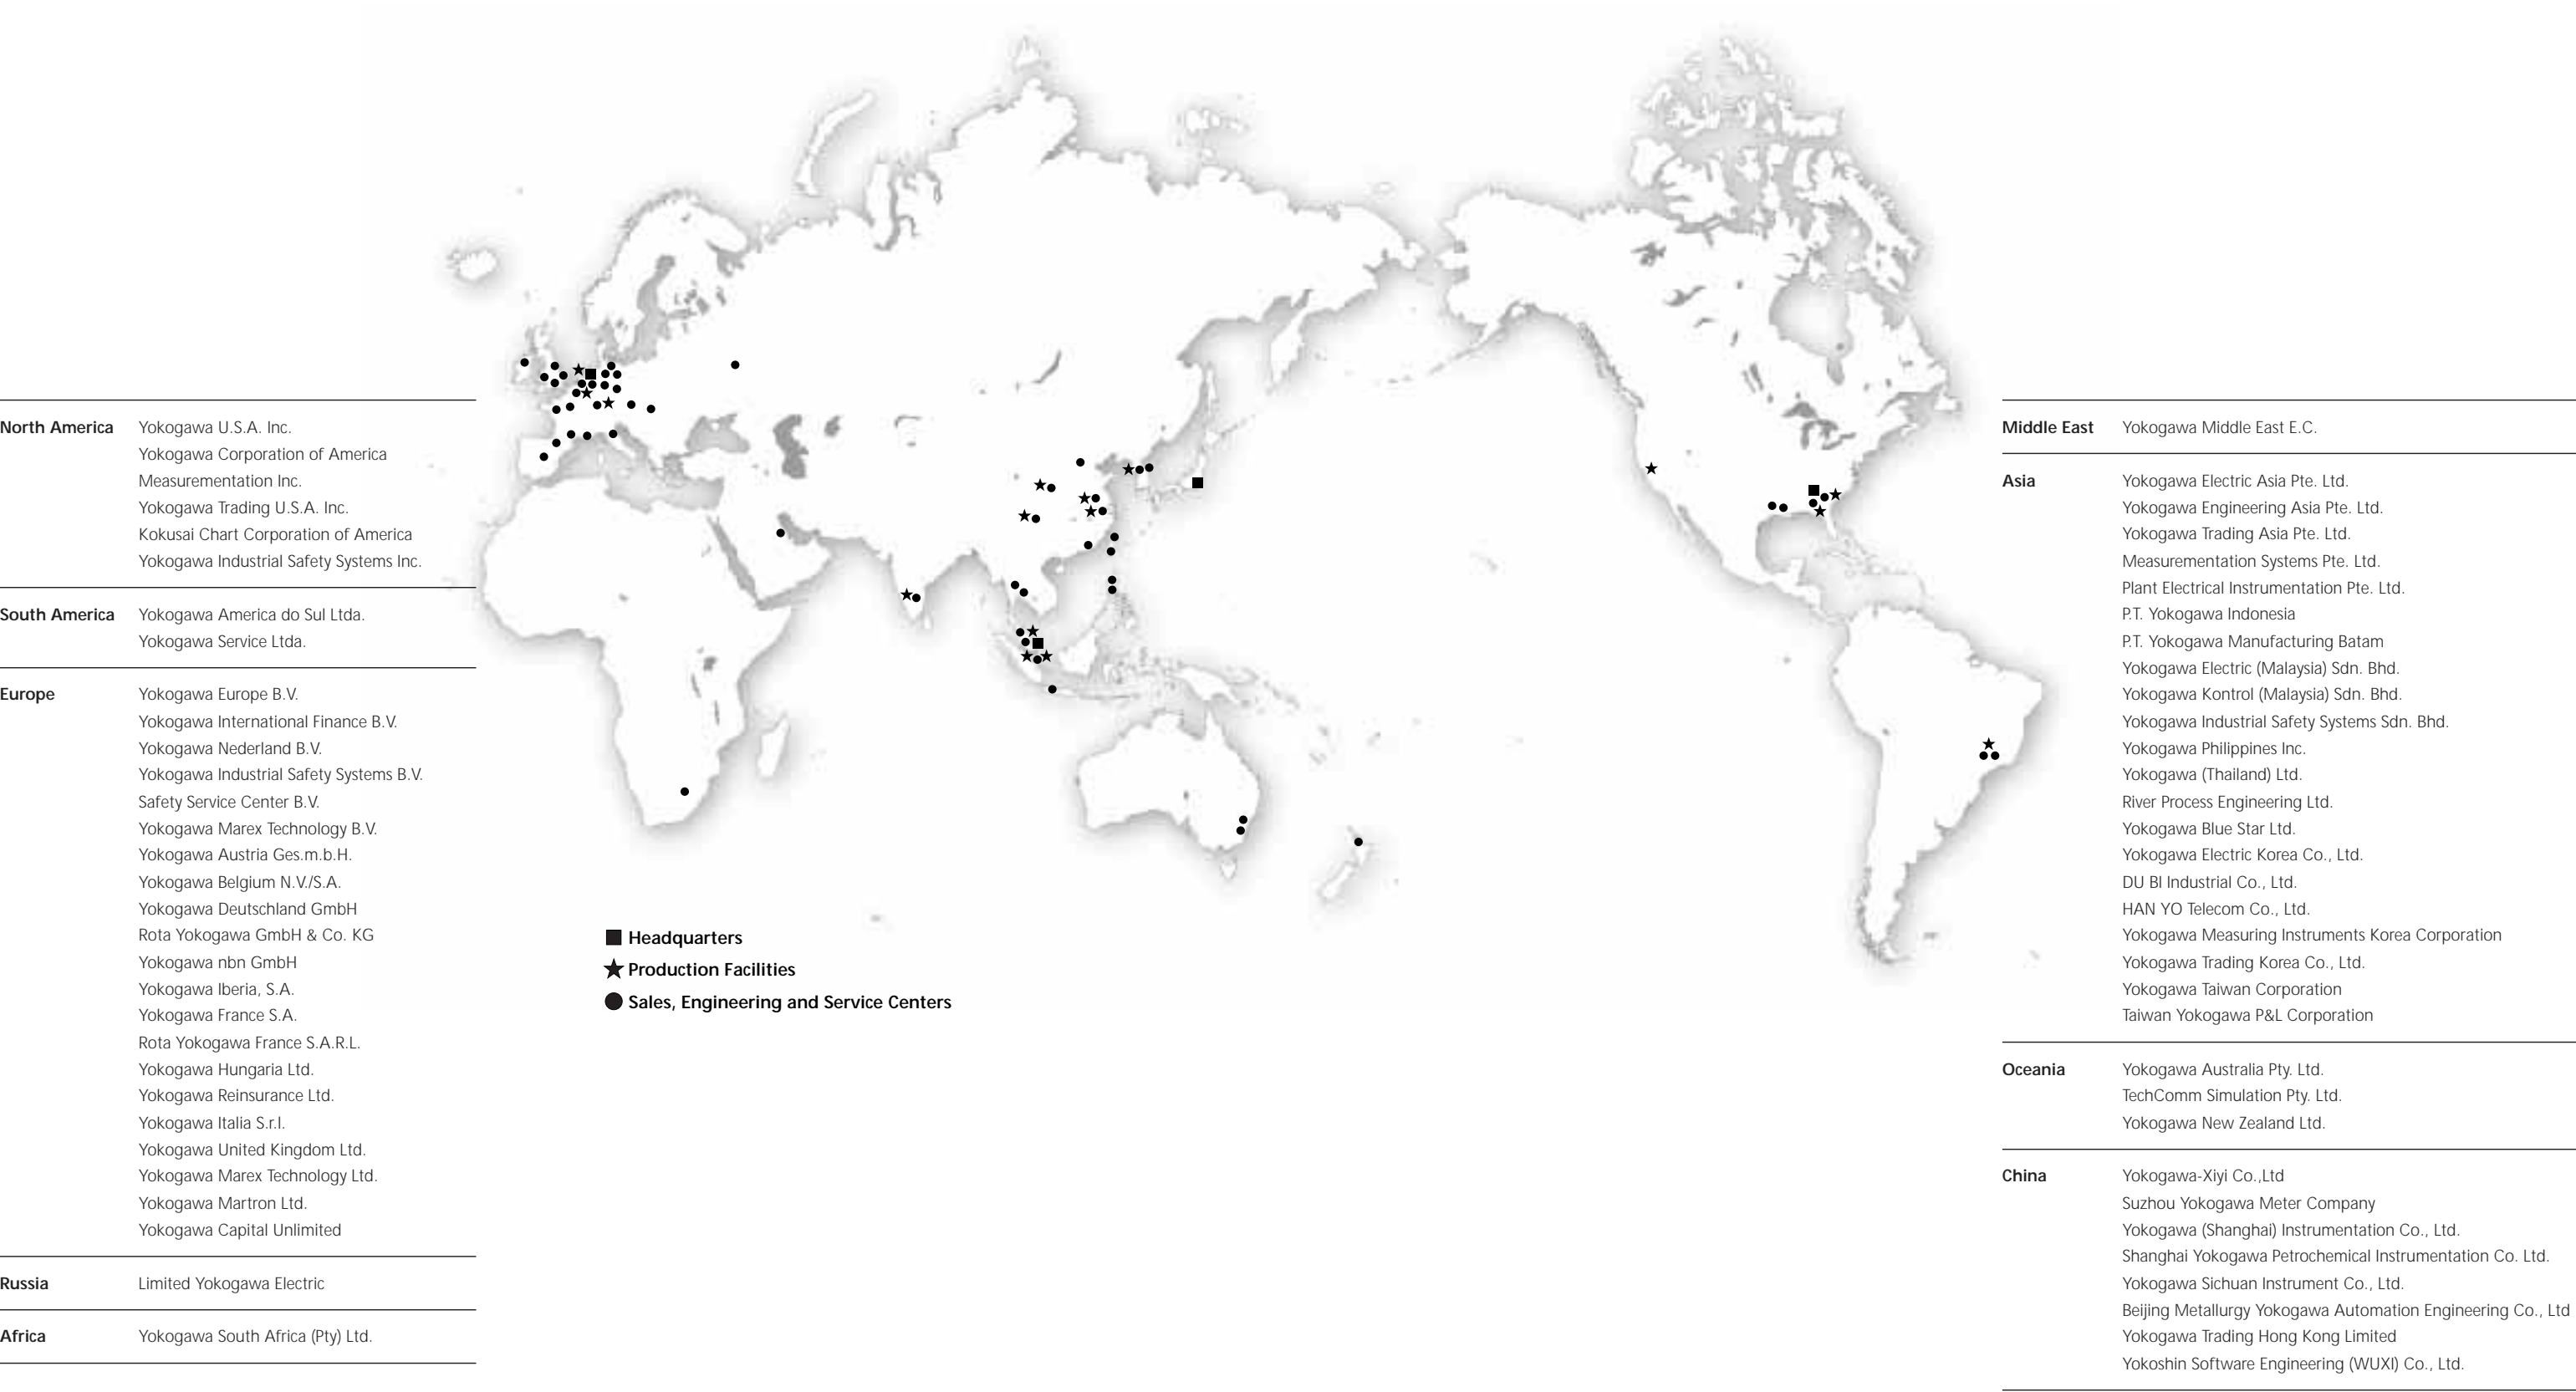 North America Yokogawa U.S.A. Inc.
Yokogawa Corporation of America
Measurementation Inc.
Yokogawa Trading U.S.A. Inc.
Kokusai Chart Corporation of America
Yokogawa Industrial Safety Systems Inc.
South America Yokogawa America do Sul Ltda.
Yokogawa Service Ltda.
Europe Yokogawa Europe B.V.
Yokogawa International Finance B.V.
Yokogawa Nederland B.V.
Yokogawa Industrial Safety Systems B.V.
Safety Service Center B.V.
Yokogawa Marex Technology B.V.
Yokogawa Austria Ges.m.b.H.
Yokogawa Belgium N.V./S.A.
Yokogawa Deutschland GmbH
Rota Yokogawa GmbH & Co. KG
Yokogawa nbn GmbH
Yokogawa Iberia, S.A.
Yokogawa France S.A.
Rota Yokogawa France S.A.R.L.
Yokogawa Hungaria Ltd.
Yokogawa Reinsurance Ltd.
Yokogawa Italia S.r.l.
Yokogawa United Kingdom Ltd.
Yokogawa Marex Technology Ltd.
Yokogawa Martron Ltd.
Yokogawa Capital Unlimited
Russia Limited Yokogawa Electric
Africa Yokogawa South Africa (Pty) Ltd.
Headquarters
Production Facilities
Sales, Engineering and Service Centers
Middle East Yokogawa Middle East E.C.
Asia Yokogawa Electric Asia Pte. Ltd.
Yokogawa Engineering Asia Pte. Ltd.
Yokogawa Trading Asia Pte. Ltd.
Measurementation Systems Pte. Ltd.
Plant Electrical Instrumentation Pte. Ltd.
P.T. Yokogawa Indonesia
P.T. Yokogawa Manufacturing Batam
Yokogawa Electric (Malaysia) Sdn. Bhd.
Yokogawa Kontrol (Malaysia) Sdn. Bhd.
Yokogawa Industrial Safety Systems Sdn. Bhd.
Yokogawa Philippines Inc.
Yokogawa (Thailand) Ltd.
River Process Engineering Ltd.
Yokogawa Blue Star Ltd.
Yokogawa Electric Korea Co., Ltd.
DU BI Industrial Co., Ltd.
HAN YO Telecom Co., Ltd.
Yokogawa Measuring Instruments Korea Corporation
Yokogawa Trading Korea Co., Ltd.
Yokogawa Taiwan Corporation
Taiwan Yokogawa P&L Corporation
Oceania Yokogawa Australia Pty. Ltd.
TechComm Simulation Pty. Ltd.
Yokogawa New Zealand Ltd.
China Yokogawa-Xiyi Co.,Ltd
Suzhou Yokogawa Meter Company
Yokogawa (Shanghai) Instrumentation Co., Ltd.
Shanghai Yokogawa Petrochemical Instrumentation Co. Ltd.
Yokogawa Sichuan Instrument Co., Ltd.
Beijing Metallurgy Yokogawa Automation Engineering Co., Ltd
Yokogawa Trading Hong Kong Limited
Yokoshin Software Engineering (WUXI) Co., Ltd.